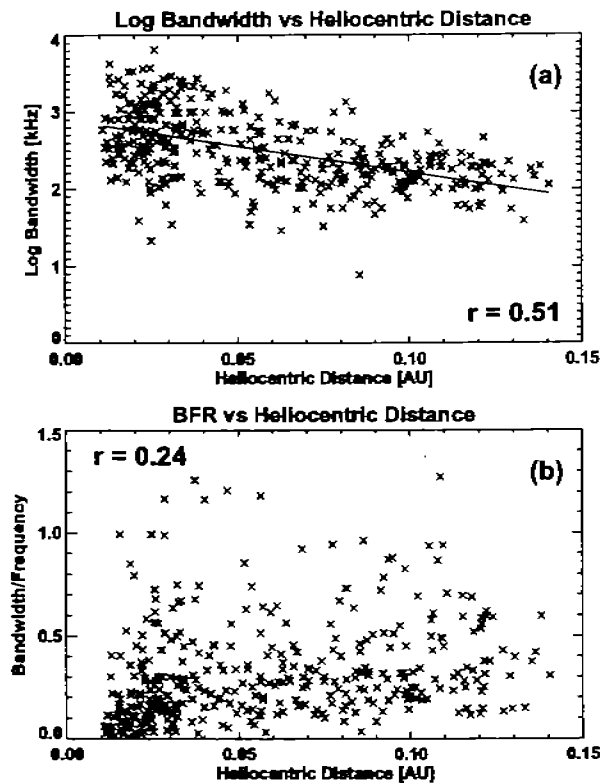 Log Bandwidth vs Heliocentric Distance
(a)
4
3
2
1
0
Log Bandwidth [kHz]
r = 0.51
0.00 0.05 0.10 0.15
Heliocentric Distance [AU]
BFR vs Heliocentric Distance
1.5
1.0
0.5
0.0
r = 0.24
(b)
Bandwidth/Frequency
0.00 0.05 0.10 0.15
Heliocentric Distance [AU]